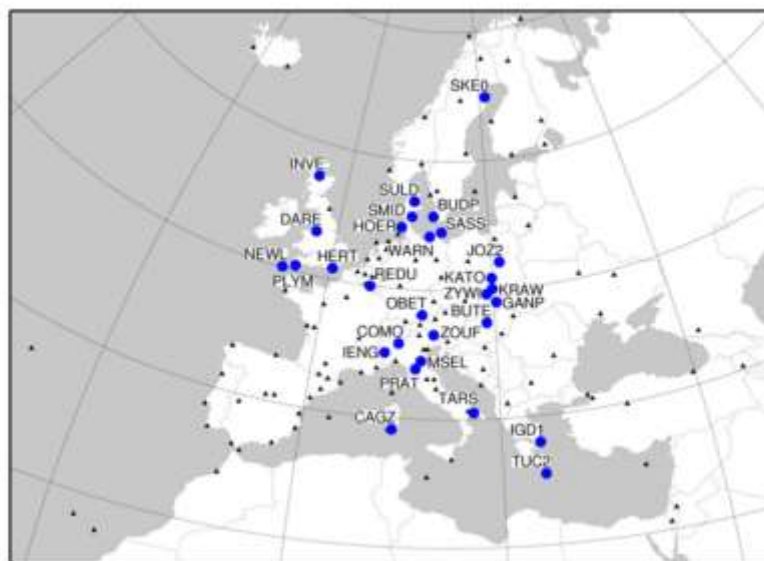 SKE0
INVE
SULD
SMID
BUDP
HOER
SASS
DARE
WARN
NEWL
HERT
JOZ2
PLYM
REDU
KATO
KRAW
ZYWI
GANP
OBET
BUTE
COMO
ZOUF
IENG
MSEL
PRAT
TARS
CAGZ
IGD1
TUC2